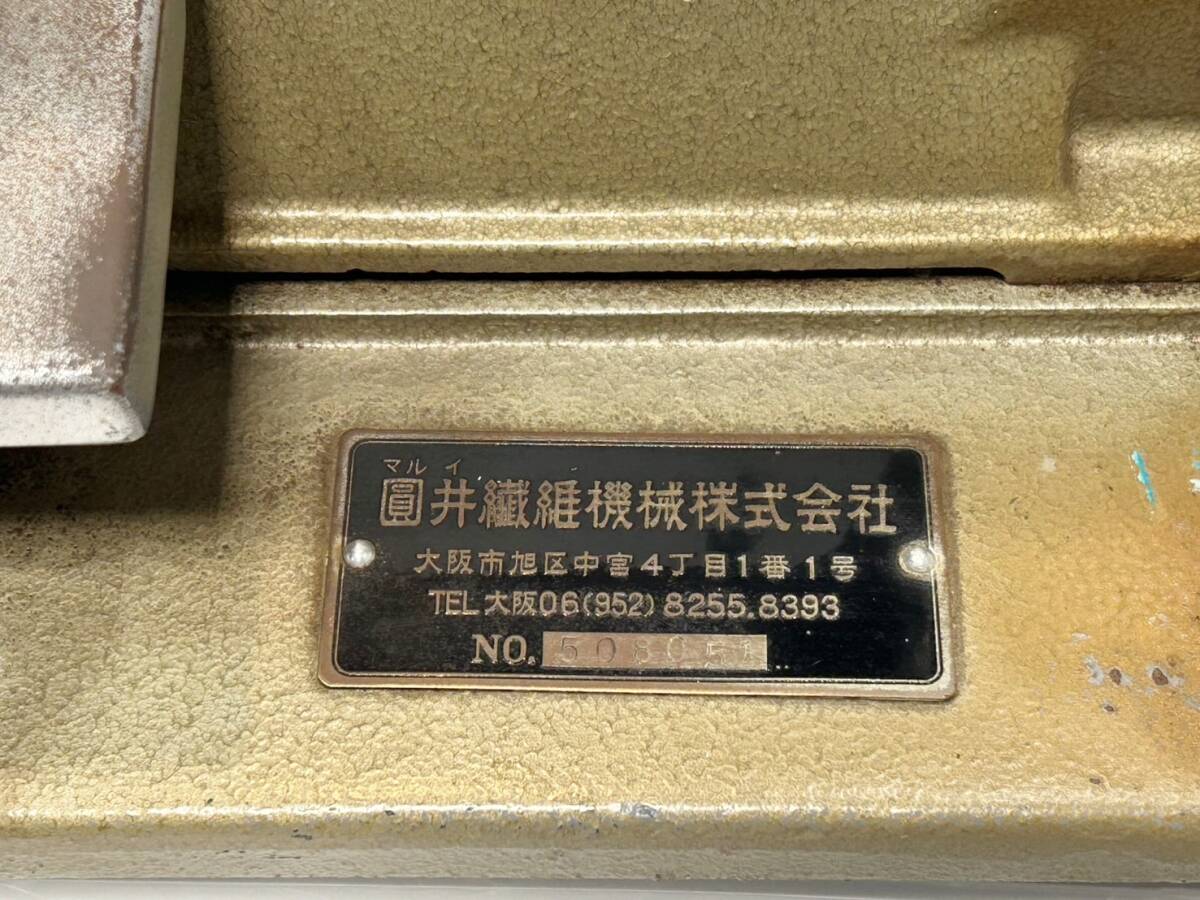 マルイ
圓井繊維機械株式会社
大阪市旭区中宮4丁目1番1号
TEL 大阪06(952)8255.8393
NO. 508051